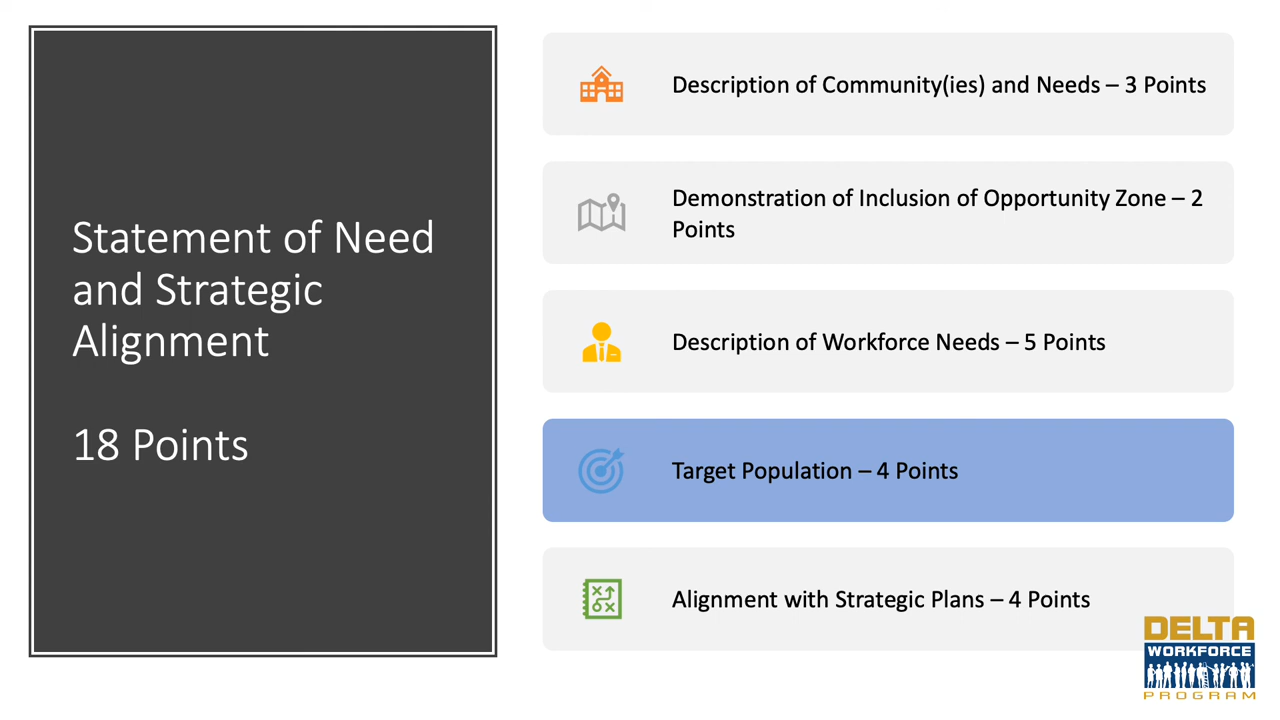 Statement of Need
and Strategic
Alignment
18 Points
Description of Community(ies) and Needs – 3 Points
Demonstration of Inclusion of Opportunity Zone – 2
Points
Description of Workforce Needs – 5 Points
Target Population – 4 Points
Alignment with Strategic Plans – 4 Points
DELTA
WORKFORCE
PROGRAM